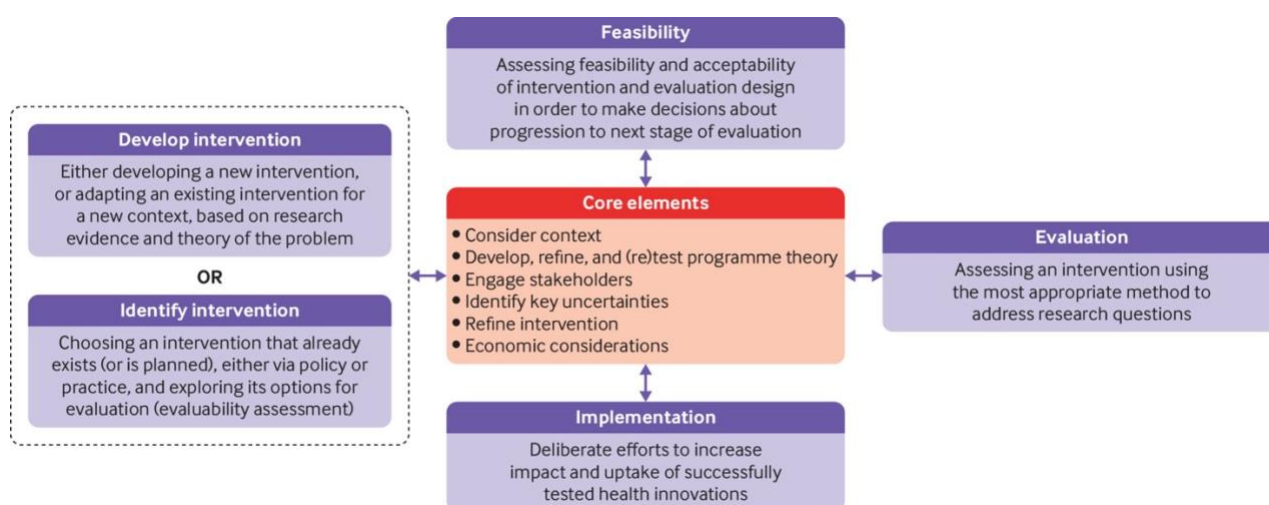 Feasibility
Assessing feasibility and acceptability
of intervention and evaluation design
in order to make decisions about
progression to next stage of evaluation
Develop intervention
Either developing a new intervention,
or adapting an existing intervention for
a new context, based on research
evidence and theory of the problem
OR
Identify intervention
Choosing an intervention that already
exists (or is planned), either via policy or
practice, and exploring its options for
evaluation (evaluability assessment)
Core elements
• Consider context
• Develop, refine, and (re)test programme theory
• Engage stakeholders
• Identify key uncertainties
• Refine intervention
• Economic considerations
Evaluation
Assessing an intervention using
the most appropriate method to
address research questions
Implementation
Deliberate efforts to increase
impact and uptake of successfully
tested health innovations